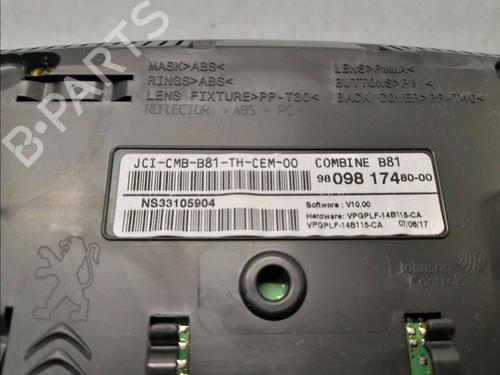 MASK>ABS<
RINGS>ABS<
LENS FIXTURE>PP-T30<
REFLECTOR >ABS + PC<
LENS>PMMA<
BUTTONS>PBT<
BACK COVER>PP-T40<
JCI-CMB-B81-TH-CEM-00
COMBINE B81
98 098 174 80-00
NS33105904
Software : V10.00
Hardware: VPGPLF-14B115-CA
VPGPLF-14B115-CA 07/06/17
Johnson
Controls
B-PARTS